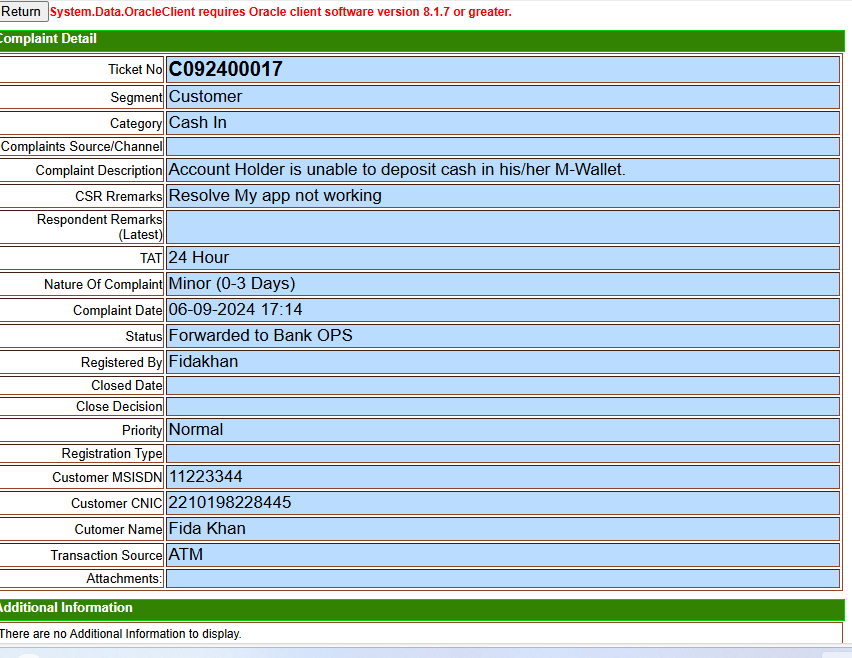 Return System.Data.OracleClient requires Oracle client software version 8.1.7 or greater.
Complaint Detail
Ticket No C092400017
Segment Customer
Category Cash In
Complaints Source/Channel
Complaint Description Account Holder is unable to deposit cash in his/her M-Wallet.
CSR Rremarks Resolve My app not working
Respondent Remarks
(Latest)
TAT 24 Hour
Nature Of Complaint Minor (0-3 Days)
Complaint Date 06-09-2024 17:14
Status Forwarded to Bank OPS
Registered By Fidakhan
Closed Date
Close Decision
Priority Normal
Registration Type
Customer MSISDN 11223344
Customer CNIC 2210198228445
Cutomer Name Fida Khan
Transaction Source ATM
Attachments:
Additional Information
There are no Additional Information to display.